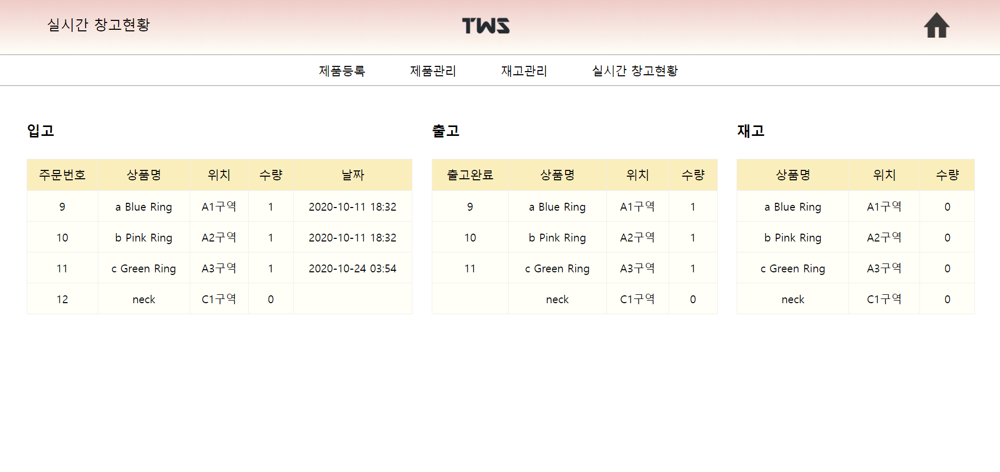 실시간 창고현황
TWS
제품등록 제품관리 재고관리 실시간 창고현황
입고
주문번호 상품명 위치 수량 날짜
9 a Blue Ring A1구역 1 2020-10-11 18:32
10 b Pink Ring A2구역 1 2020-10-11 18:32
11 c Green Ring A3구역 1 2020-10-24 03:54
12 neck C1구역 0
출고
출고완료 상품명 위치 수량
9 a Blue Ring A1구역 1
10 b Pink Ring A2구역 1
11 c Green Ring A3구역 1
neck C1구역 0
재고
상품명 위치 수량
a Blue Ring A1구역 0
b Pink Ring A2구역 0
c Green Ring A3구역 0
neck C1구역 0